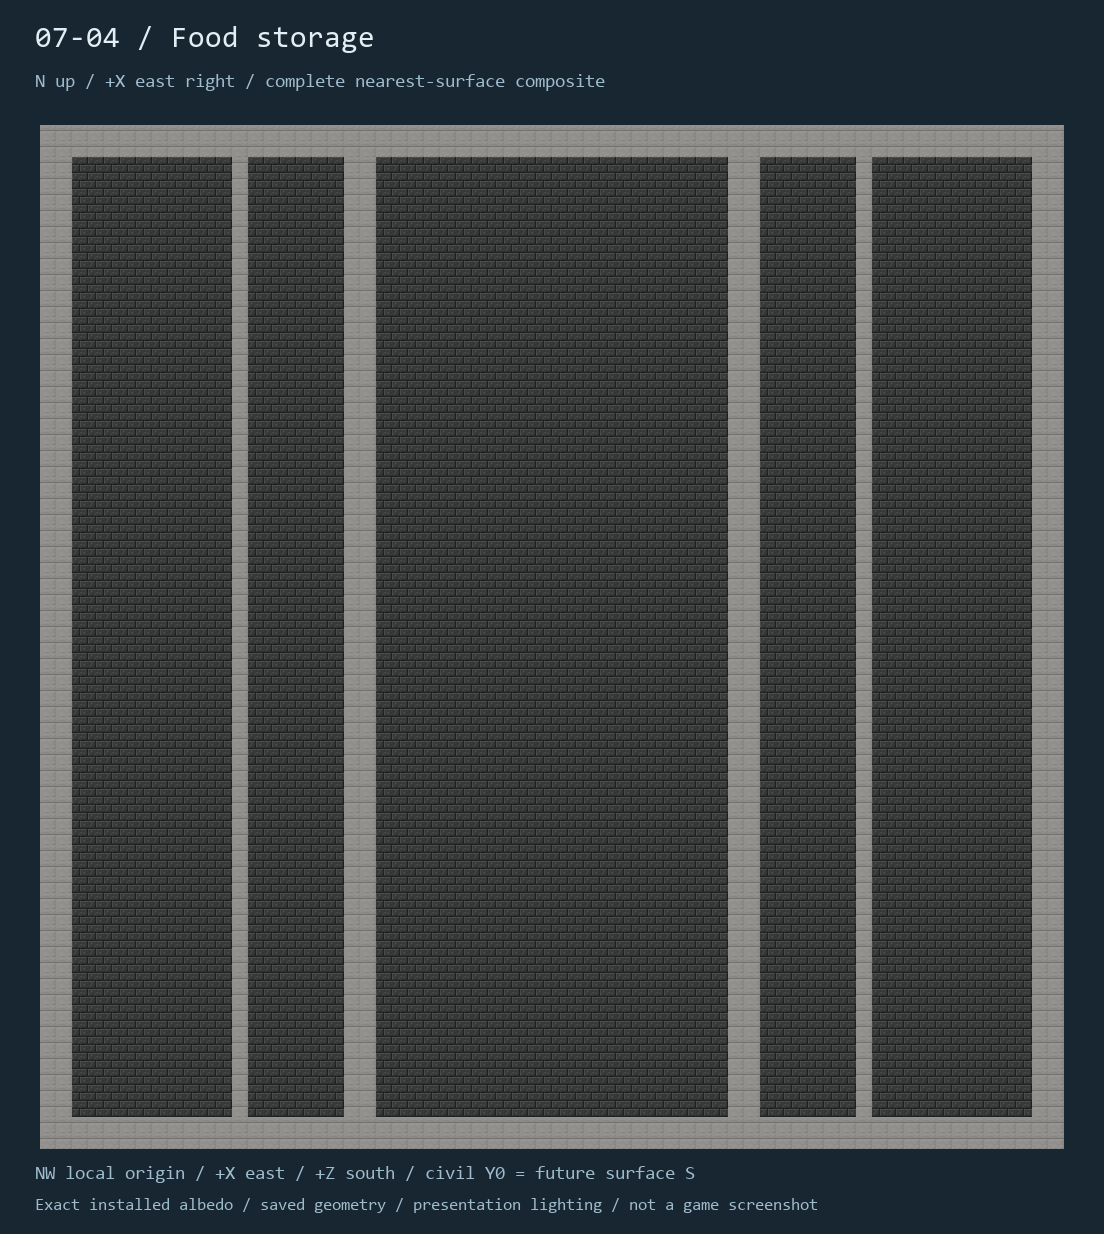 07-04 / Food storage
N up / +X east right / complete nearest-surface composite
NW local origin / +X east / +Z south / civil Y0 = future surface S
Exact installed albedo / saved geometry / presentation lighting / not a game screenshot